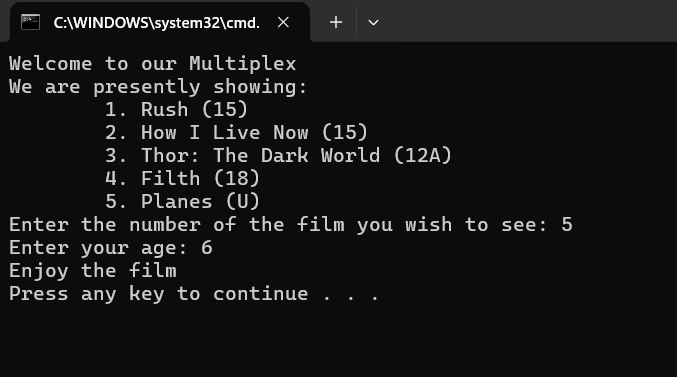 C:\WINDOWS\system32\cmd.
Welcome to our Multiplex
We are presently showing:
1. Rush (15)
2. How I Live Now (15)
3. Thor: The Dark World (12A)
4. Filth (18)
5. Planes (U)
Enter the number of the film you wish to see: 5
Enter your age: 6
Enjoy the film
Press any key to continue . . .